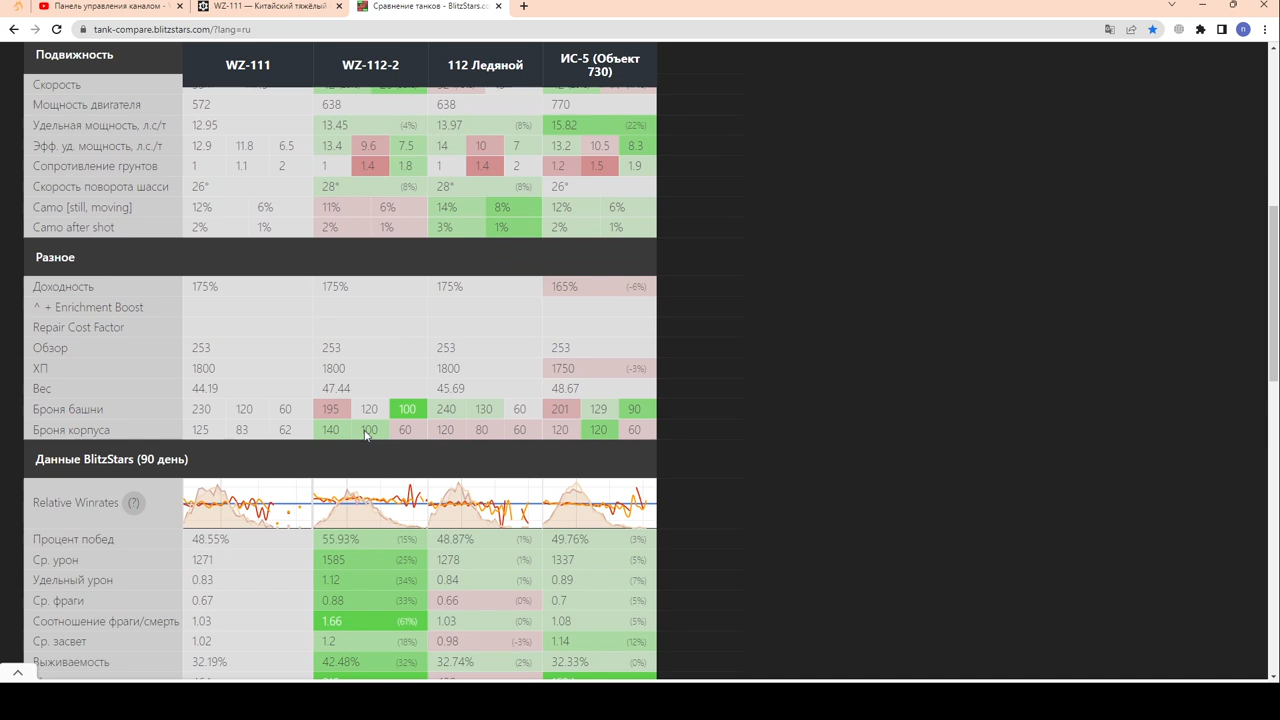 Панель управления каналом -
WZ-111 — Китайский тяжёлый
Сравнение танков - BlitzStars.co
tank-compare.blitzstars.com/?lang=ru
n
Подвижность WZ-111 WZ-112-2 112 Ледяной ИС-5 (Объект 730)
Скорость
Мощность двигателя 572 638 638 770
Удельная мощность, л.с/т 12.95 13.45 (4%) 13.97 (8%) 15.82 (22%)
Эфф. уд. мощность, л.с./т 12.9 11.8 6.5 13.4 9.6 7.5 14 10 7 13.2 10.5 8.3
Сопротивление грунтов 1 1.1 2 1 1.4 1.8 1 1.4 2 1.2 1.5 1.9
Скорость поворота шасси 26° 28° (8%) 28° (8%) 26°
Camo [still, moving] 12% 6% 11% 6% 14% 8% 12% 6%
Camo after shot 2% 1% 2% 1% 3% 1% 2% 1%
Разное
Доходность 175% 175% 175% 165% (-6%)
^ + Enrichment Boost
Repair Cost Factor
Обзор 253 253 253 253
ХП 1800 1800 1800 1750 (-3%)
Вес 44.19 47.44 45.69 48.67
Броня башни 230 120 60 195 120 100 240 130 60 201 129 90
Броня корпуса 125 83 62 140 100 60 120 80 60 120 120 60
Данные BlitzStars (90 день)
Relative Winrates (?)
Процент побед 48.55% 55.93% (15%) 48.87% (1%) 49.76% (3%)
Ср. урон 1271 1585 (25%) 1278 (1%) 1337 (5%)
Удельный урон 0.83 1.12 (34%) 0.84 (1%) 0.89 (7%)
Ср. фраги 0.67 0.88 (33%) 0.66 (0%) 0.7 (5%)
Соотношение фраги/смерть 1.03 1.66 (61%) 1.03 (0%) 1.08 (5%)
Ср. засвет 1.02 1.2 (18%) 0.98 (-3%) 1.14 (12%)
Выживаемость 32.19% 42.48% (32%) 32.74% (2%) 32.33% (0%)